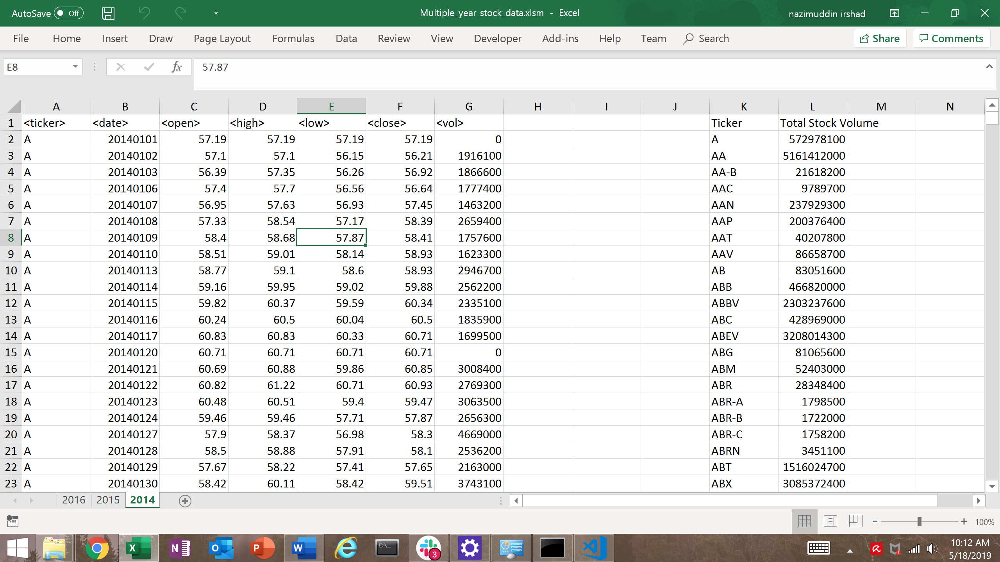 AutoSave Off Multiple_year_stock_data.xlsm - Excel nazimuddin irshad
File Home Insert Draw Page Layout Formulas Data Review View Developer Add-ins Help Team Search Share Comments
E8 fx 57.87
A B C D E F G H I J K L M N
1 <ticker> <date> <open> <high> <low> <close> <vol> Ticker Total Stock Volume
2 A 20140101 57.19 57.19 57.19 57.19 0 A 572978100
3 A 20140102 57.1 57.1 56.15 56.21 1916100 AA 5161412000
4 A 20140103 56.39 57.35 56.26 56.92 1866600 AA-B 21618200
5 A 20140106 57.4 57.7 56.56 56.64 1777400 AAC 9789700
6 A 20140107 56.95 57.63 56.93 57.45 1463200 AAN 237929300
7 A 20140108 57.33 58.54 57.17 58.39 2659400 AAP 200376400
8 A 20140109 58.4 58.68 57.87 58.41 1757600 AAT 40207800
9 A 20140110 58.51 59.01 58.14 58.93 1623300 AAV 86658700
10 A 20140113 58.77 59.1 58.6 58.93 2946700 AB 83051600
11 A 20140114 59.16 59.95 59.02 59.88 2562200 ABB 466820000
12 A 20140115 59.82 60.37 59.59 60.34 2335100 ABBV 2303237600
13 A 20140116 60.24 60.5 60.04 60.5 1835900 ABC 428969000
14 A 20140117 60.83 60.83 60.33 60.71 1699500 ABEV 3208014300
15 A 20140120 60.71 60.71 60.71 60.71 0 ABG 81065600
16 A 20140121 60.69 60.88 59.86 60.85 3008400 ABM 52403000
17 A 20140122 60.82 61.22 60.71 60.93 2769300 ABR 28348400
18 A 20140123 60.48 60.51 59.4 59.47 3063500 ABR-A 1798500
19 A 20140124 59.46 59.46 57.71 57.87 2656300 ABR-B 1722000
20 A 20140127 57.9 58.37 56.98 58.3 4669000 ABR-C 1758200
21 A 20140128 58.5 58.88 57.91 58.1 2536200 ABRN 3451100
22 A 20140129 57.67 58.22 57.41 57.65 2163000 ABT 1516024700
23 A 20140130 58.42 60.11 58.42 59.51 3743100 ABX 3085372400
2016 2015 2014
100%
X N O P W C:\. 3 10:12 AM
5/18/2019